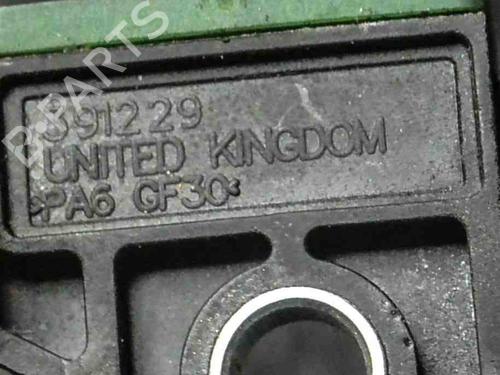 B-PARTS
391229
UNITED KINGDOM
>PA6 GF30<